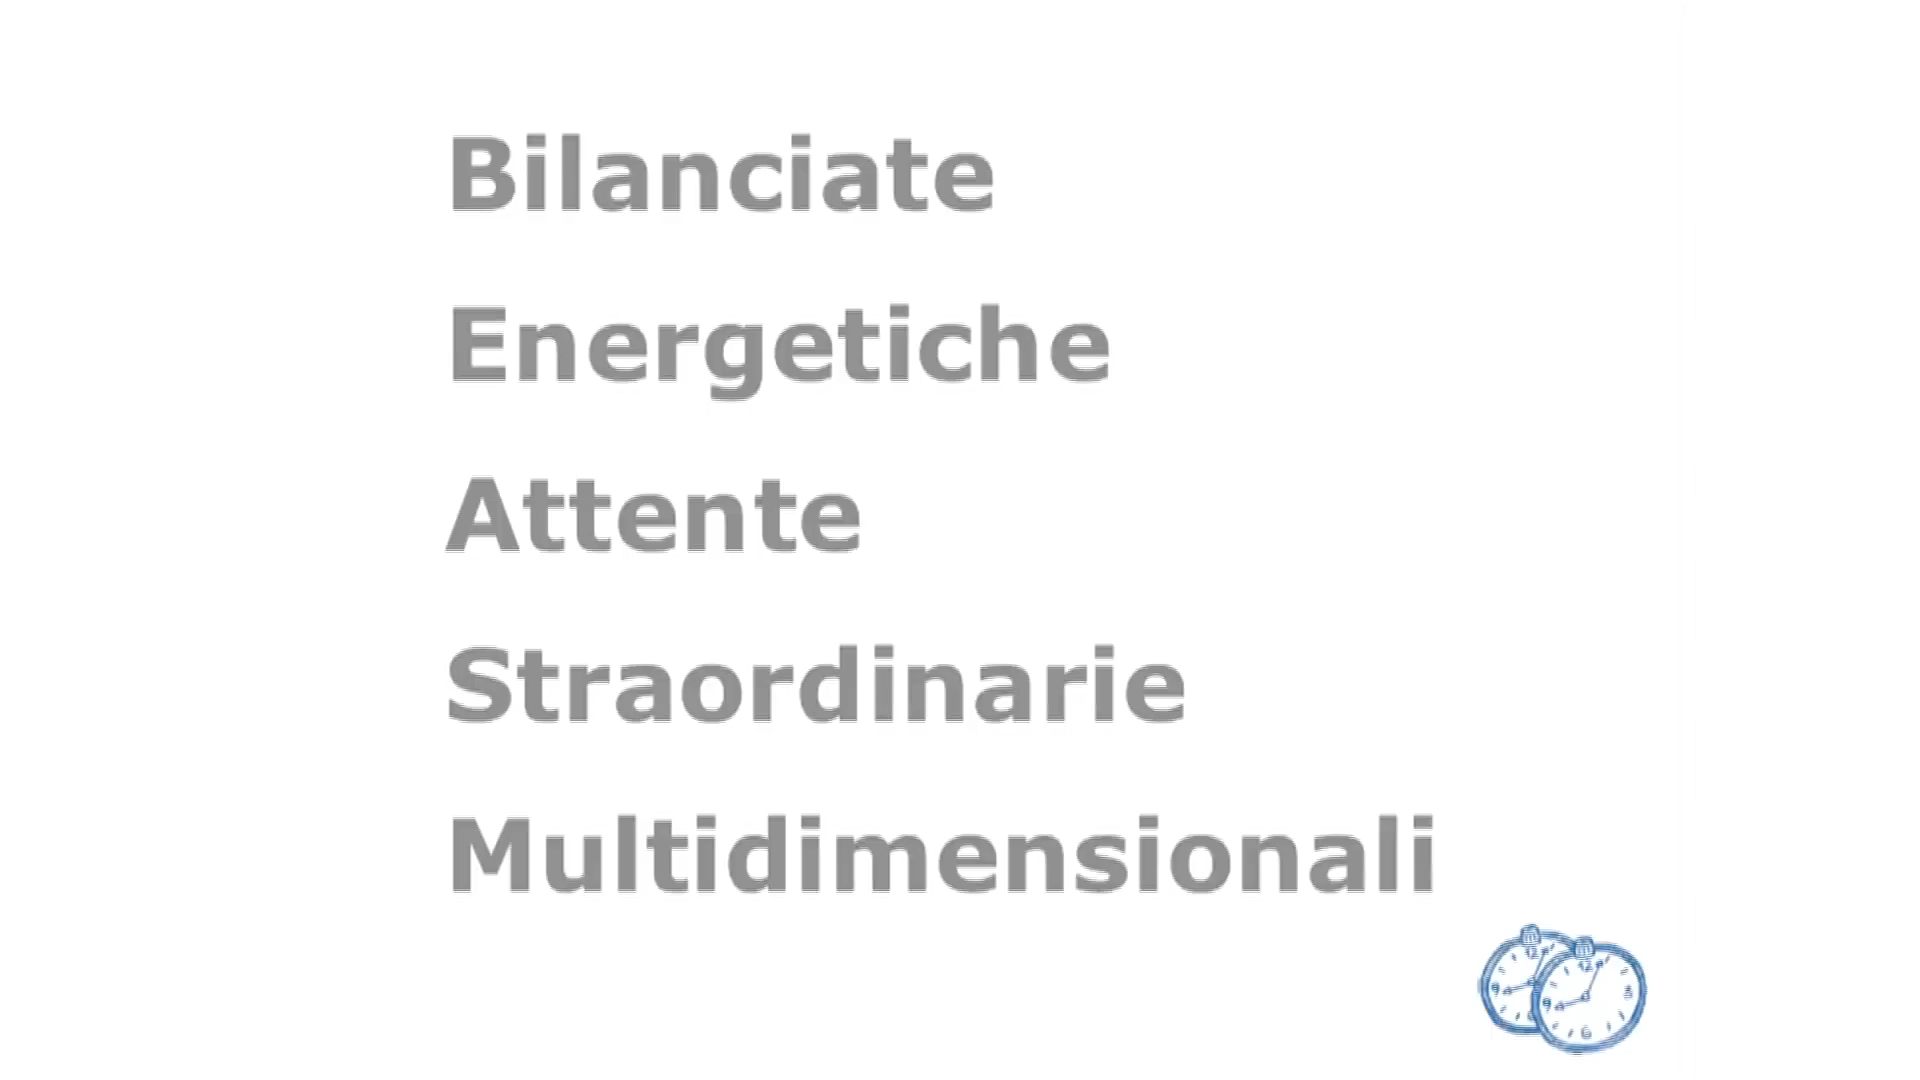 Bilanciate
Energetiche
Attente
Straordinarie
Multidimensionali